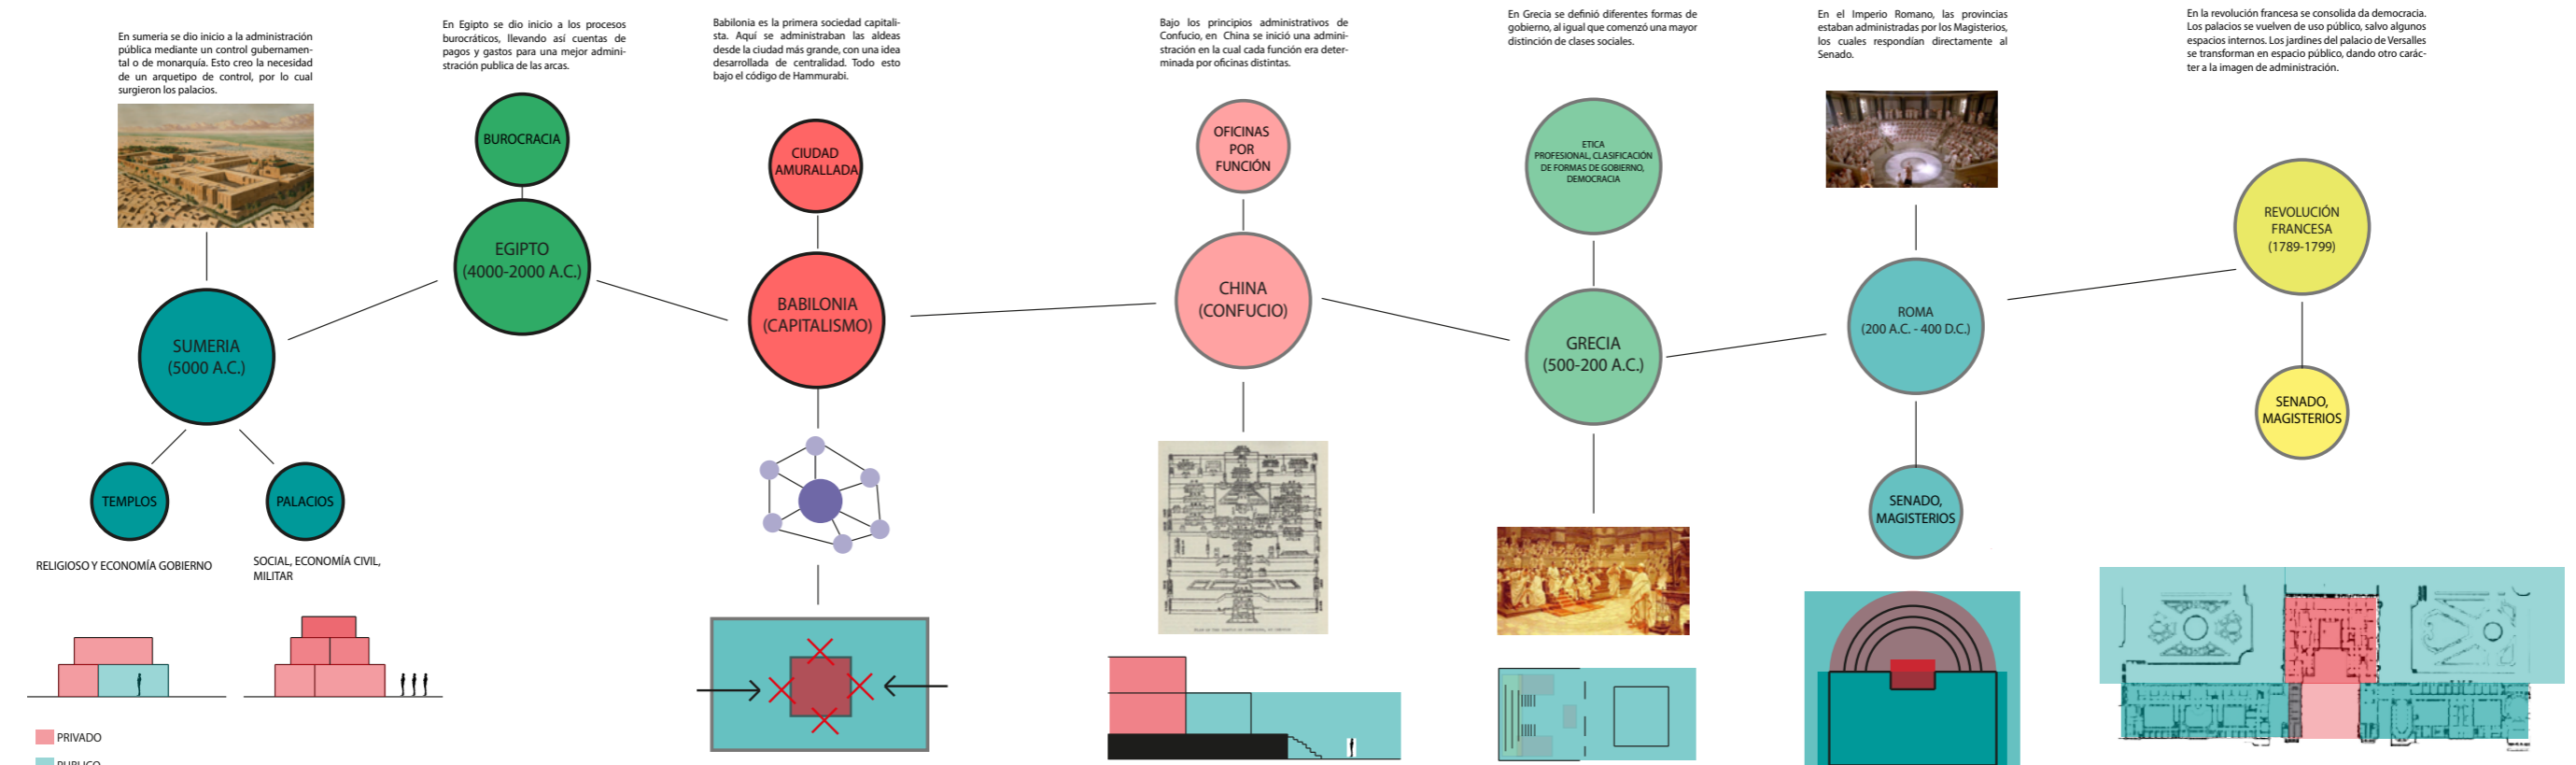 En sumeria se dio inicio a la administración
pública mediante un control gubernamen-
tal o de monarquía. Esto creo la necesidad
de un arquetipo de control, por lo cual
surgieron los palacios.
SUMERIA
(5000 A.C.)
TEMPLOS
PALACIOS
RELIGIOSO Y ECONOMÍA GOBIERNO
SOCIAL, ECONOMÍA CIVIL,
MILITAR
PRIVADO
PUBLICO
En Egipto se dio inicio a los procesos
burocráticos, llevando así cuentas de
pagos y gastos para una mejor admini-
stración publica de las arcas.
BUROCRACIA
EGIPTO
(4000-2000 A.C.)
Babilonia es la primera sociedad capitali-
sta. Aquí se administraban las aldeas
desde la ciudad más grande, con una idea
desarrollada de centralidad. Todo esto
bajo el código de Hammurabi.
CIUDAD
AMURALLADA
BABILONIA
(CAPITALISMO)
Bajo los principios administrativos de
Confucio, en China se inició una admini-
stración en la cual cada función era deter-
minada por oficinas distintas.
OFICINAS
POR
FUNCIÓN
CHINA
(CONFUCIO)
En Grecia se definió diferentes formas de
gobierno, al igual que comenzó una mayor
distinción de clases sociales.
ETICA
PROFESIONAL, CLASIFICACIÓN
DE FORMAS DE GOBIERNO,
DEMOCRACIA
GRECIA
(500-200 A.C.)
En el Imperio Romano, las provincias
estaban administradas por los Magisterios,
los cuales respondían directamente al
Senado.
ROMA
(200 A.C. - 400 D.C.)
SENADO,
MAGISTERIOS
En la revolución francesa se consolida da democracia.
Los palacios se vuelven de uso público, salvo algunos
espacios internos. Los jardines del palacio de Versalles
se transforman en espacio público, dando otro carác-
ter a la imagen de administración.
REVOLUCIÓN
FRANCESA
(1789-1799)
SENADO,
MAGISTERIOS